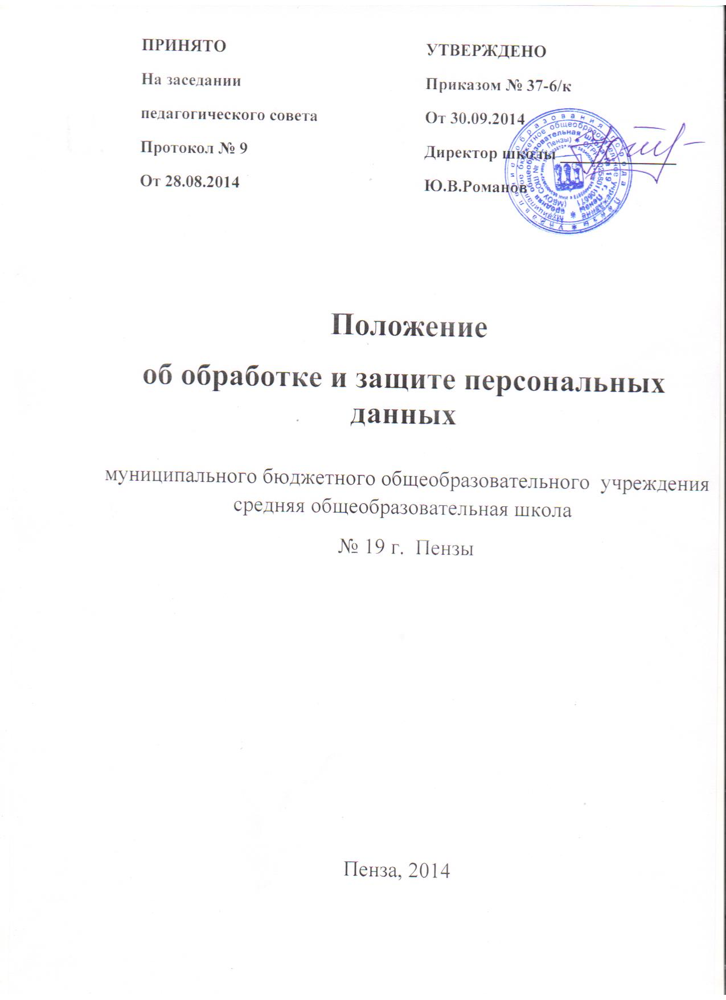 ПРИНЯТО
На заседании
педагогического совета
Протокол № 9
От 28.08.2014
УТВЕРЖДЕНО
Приказом № 37-6/к
От 30.09.2014
Директор школы
Ю.В.Романов
Положение
об обработке и защите персональных
данных
муниципального бюджетного общеобразовательного учреждения
средняя общеобразовательная школа
№ 19 г. Пензы
Пенза, 2014